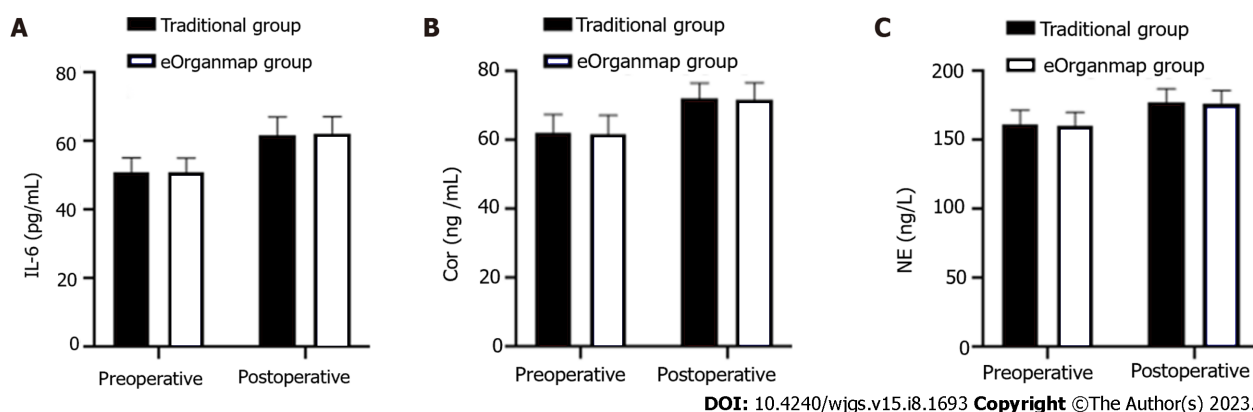 A
Traditional group
eOrganmap group
80
60
40
20
0
IL-6 (pg/mL)
Preoperative
Postoperative
B
Traditional group
eOrganmap group
80
60
40
20
0
Cor (ng /mL)
Preoperative
Postoperative
C
Traditional group
eOrganmap group
200
150
100
50
0
NE (ng/L)
Preoperative
Postoperative
DOI: 10.4240/wjgs.v15.i8.1693 Copyright ©The Author(s) 2023.